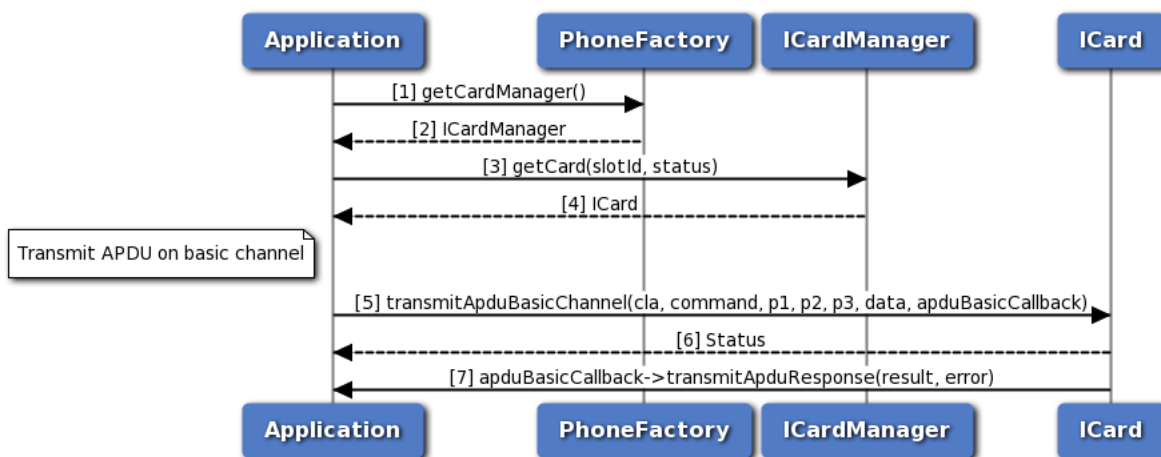 Application PhoneFactory ICardManager ICard
[1] getCardManager()
[2] ICardManager
[3] getCard(slotId, status)
[4] ICard
Transmit APDU on basic channel
[5] transmitApduBasicChannel(cla, command, p1, p2, p3, data, apduBasicCallback)
[6] Status
[7] apduBasicCallback->transmitApduResponse(result, error)
Application PhoneFactory ICardManager ICard